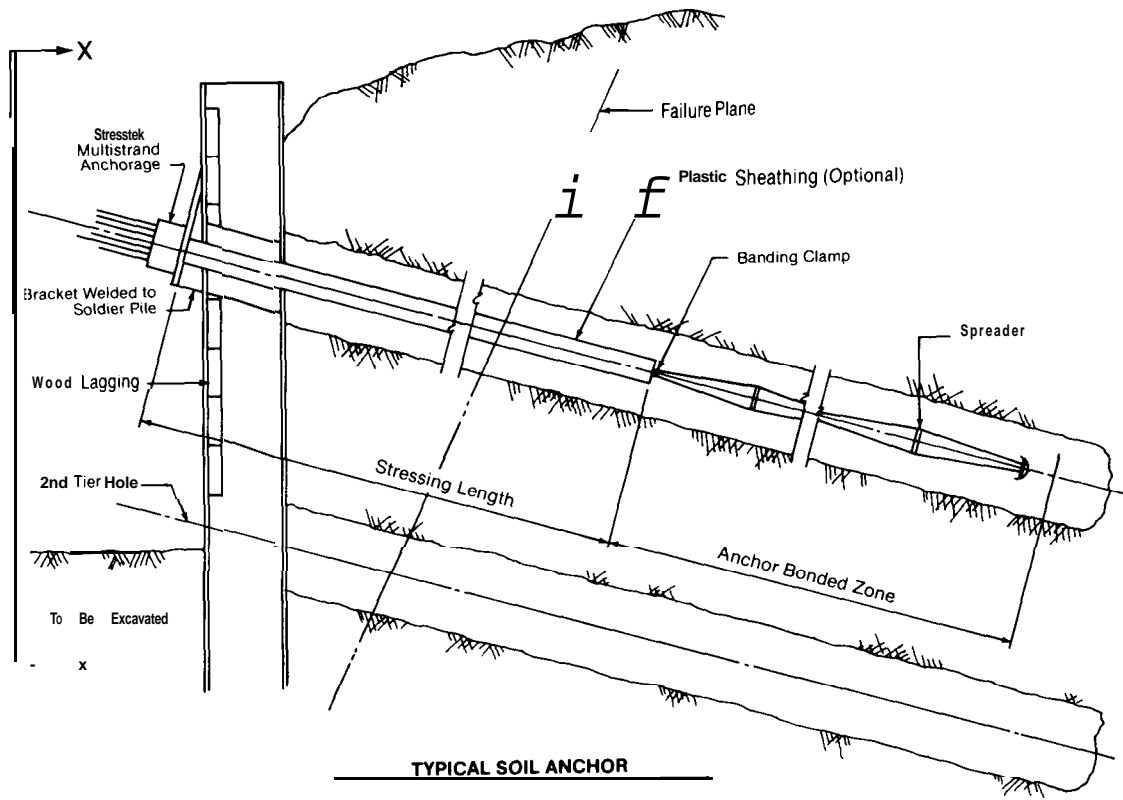 X
Failure Plane
Stresstek
Multistrand
Anchorage
i f Plastic Sheathing (Optional)
Banding Clamp
Bracket Welded to
Soldier Pile
Spreader
Wood Lagging
Stressing Length
2nd Tier Hole
Anchor Bonded Zone
To Be Excavated
- x
TYPICAL SOIL ANCHOR